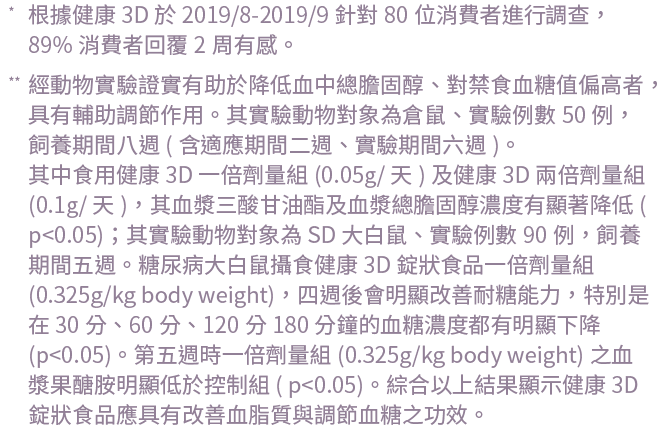 * 根據健康 3D 於 2019/8-2019/9 針對 80 位消費者進行調查，
89% 消費者回覆 2 周有感。
** 經動物實驗證實有助於降低血中總膽固醇、對禁食血糖值偏高者，
具有輔助調節作用。其實驗動物對象為倉鼠、實驗例數 50 例，
飼養期間八週 ( 含適應期間二週、實驗期間六週 )。
其中食用健康 3D 一倍劑量組 (0.05g/ 天 ) 及健康 3D 兩倍劑量組
(0.1g/ 天 )，其血漿三酸甘油酯及血漿總膽固醇濃度有顯著降低 (
p<0.05)；其實驗動物對象為 SD 大白鼠、實驗例數 90 例，飼養
期間五週。糖尿病大白鼠攝食健康 3D 錠狀食品一倍劑量組
(0.325g/kg body weight)，四週後會明顯改善耐糖能力，特別是
在 30 分、60 分、120 分 180 分鐘的血糖濃度都有明顯下降
(p<0.05)。第五週時一倍劑量組 (0.325g/kg body weight) 之血
漿果醣胺明顯低於控制組 ( p<0.05)。綜合以上結果顯示健康 3D
錠狀食品應具有改善血脂質與調節血糖之功效。